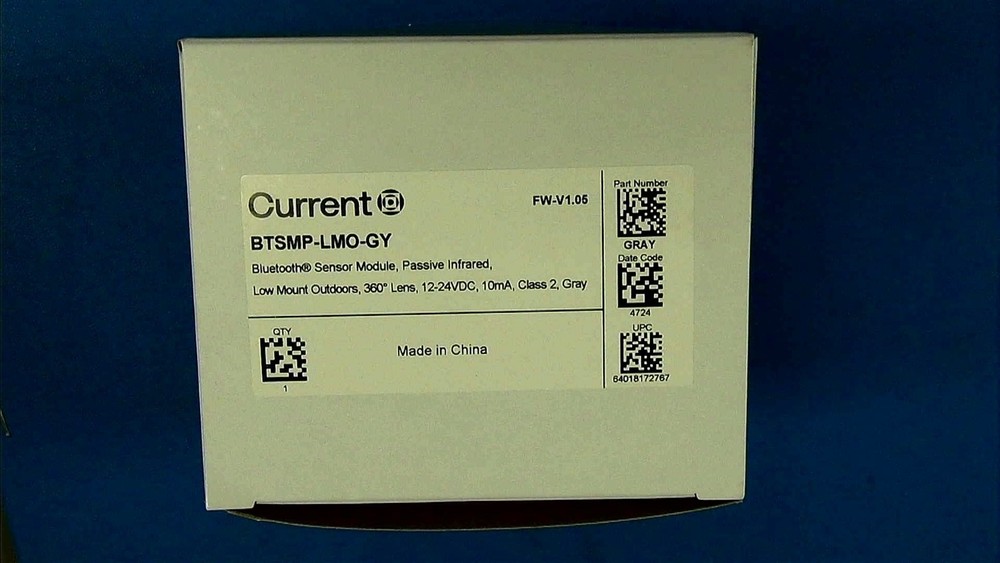 Current
FW-V1.05
BTSMP-LMO-GY
Bluetooth® Sensor Module, Passive Infrared,
Low Mount Outdoors, 360° Lens, 12-24VDC, 10mA, Class 2, Gray
QTY
1
Made in China
Part Number
GRAY
Date Code
4724
UPC
64018172767